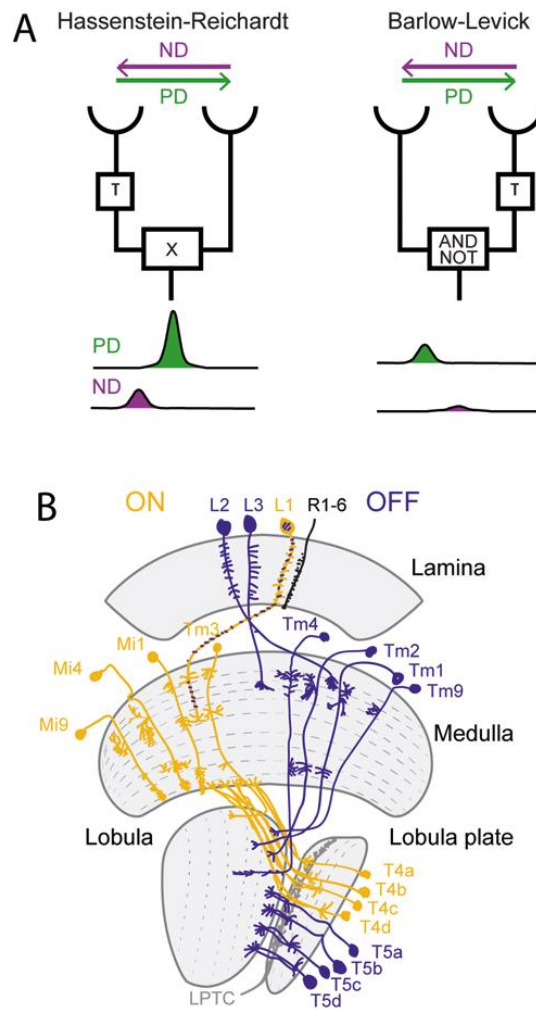 A
Hassenstein-Reichardt
Barlow-Levick
ND
PD
ND
PD
T
X
T
AND
NOT
PD
ND
B
ON
L2
L3
L1
R1-6
OFF
Lamina
Mi4
Mi1
Tm3
Tm4
Tm2
Tm1
Tm9
Mi9
Medulla
Lobula
Lobula plate
T4a
T4b
T4c
T4d
T5a
T5b
T5c
T5d
LPTC